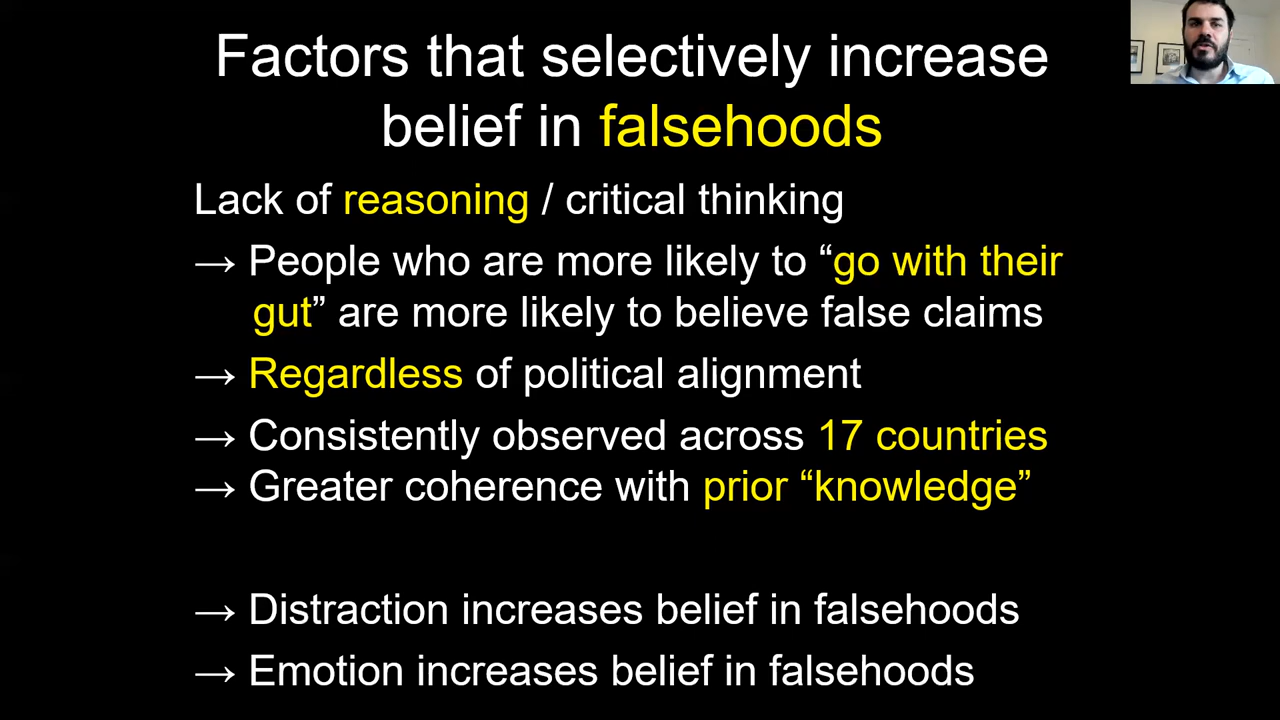 Factors that selectively increase
belief in falsehoods
Lack of reasoning / critical thinking
→ People who are more likely to “go with their
gut” are more likely to believe false claims
→ Regardless of political alignment
→ Consistently observed across 17 countries
→ Greater coherence with prior “knowledge”
→ Distraction increases belief in falsehoods
→ Emotion increases belief in falsehoods